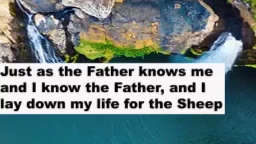 Just as the Father knows me
and I know the Father, and I
lay down my life for the Sheep